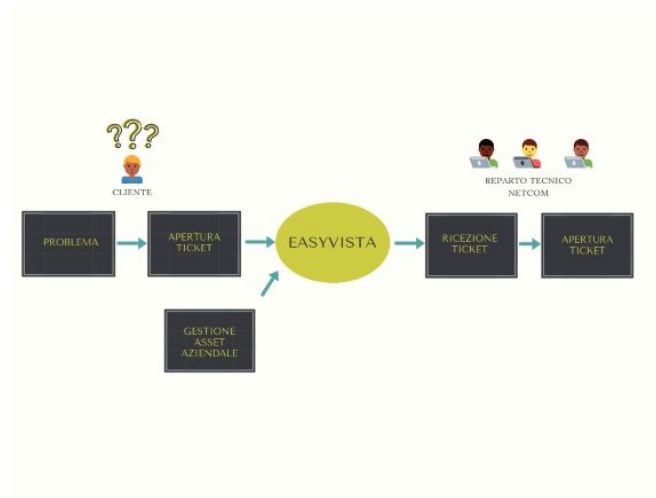 ???
CLIENTE
REPARTO TECNICO
NETCOM
PROBLEMA
APERTURA
TICKET
EASYVISTA
RICEZIONE
TICKET
APERTURA
TICKET
GESTIONE
ASSET
AZIENDALE